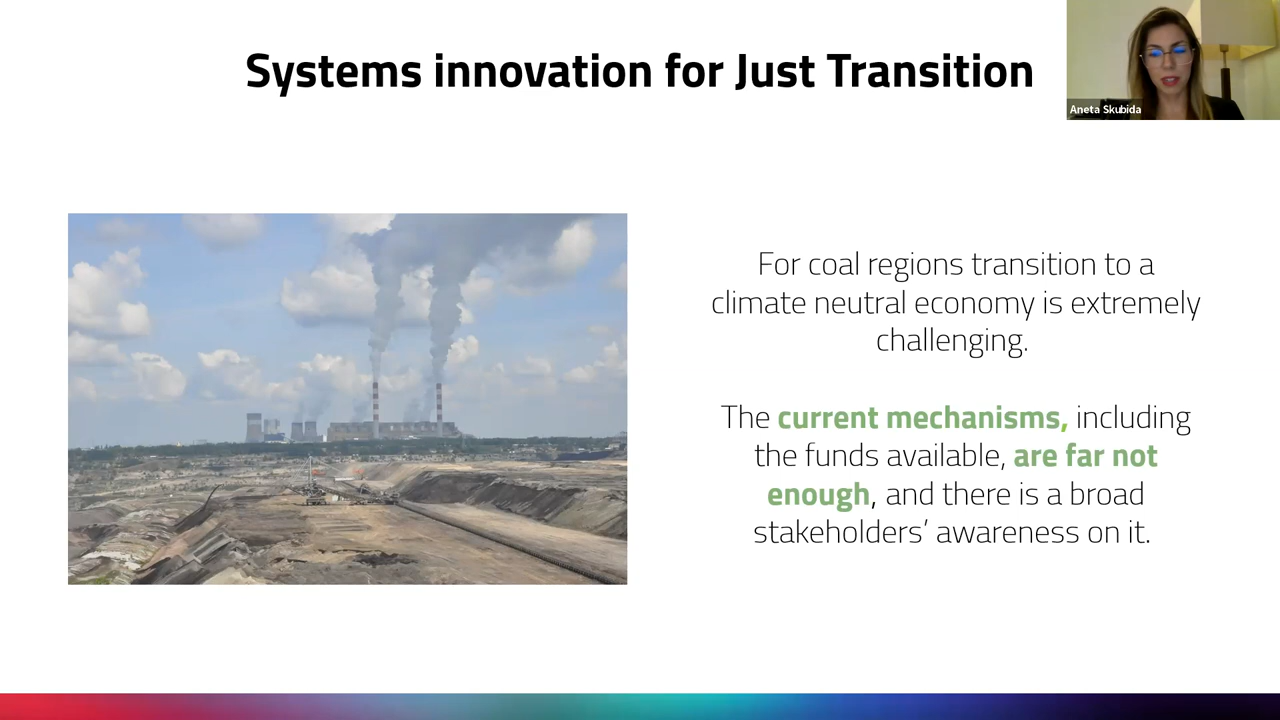 Systems innovation for Just Transition
Aneta Skubida
For coal regions transition to a
climate neutral economy is extremely
challenging.
The current mechanisms, including
the funds available, are far not
enough, and there is a broad
stakeholders’ awareness on it.